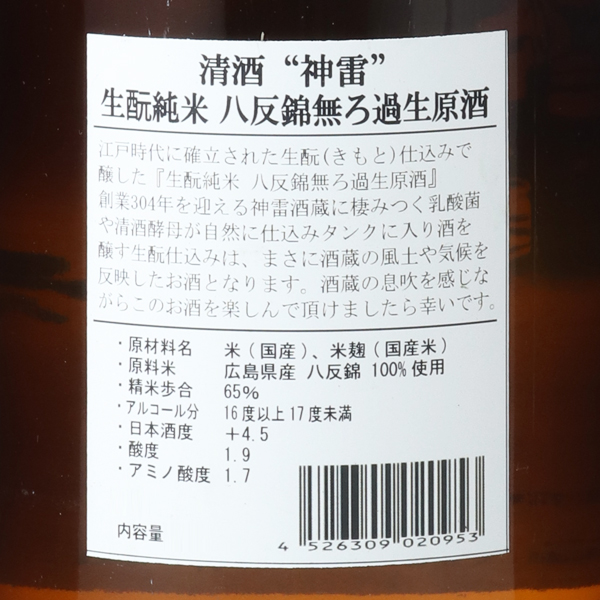 清酒 “神雷”
生酛純米 八反錦無ろ過生原酒
江戸時代に確立された生酛(きもと)仕込みで
醸した『生酛純米 八反錦無ろ過生原酒』
創業304年を迎える神雷酒蔵に棲みつく乳酸菌
や清酒酵母が自然に仕込みタンクに入り酒を
醸す生酛仕込みは、まさに酒蔵の風土や気候を
反映したお酒となります。酒蔵の息吹を感じな
がらこのお酒を楽しんで頂けましたら幸いです。
・原材料名 米(国産)、米麹(国産米)
・原料米 広島県産 八反錦 100%使用
・精米歩合 65%
・アルコール分 16度以上17度未満
・日本酒度 +4.5
・酸度 1.9
・アミノ酸度 1.7
内容量
4 526309 020953